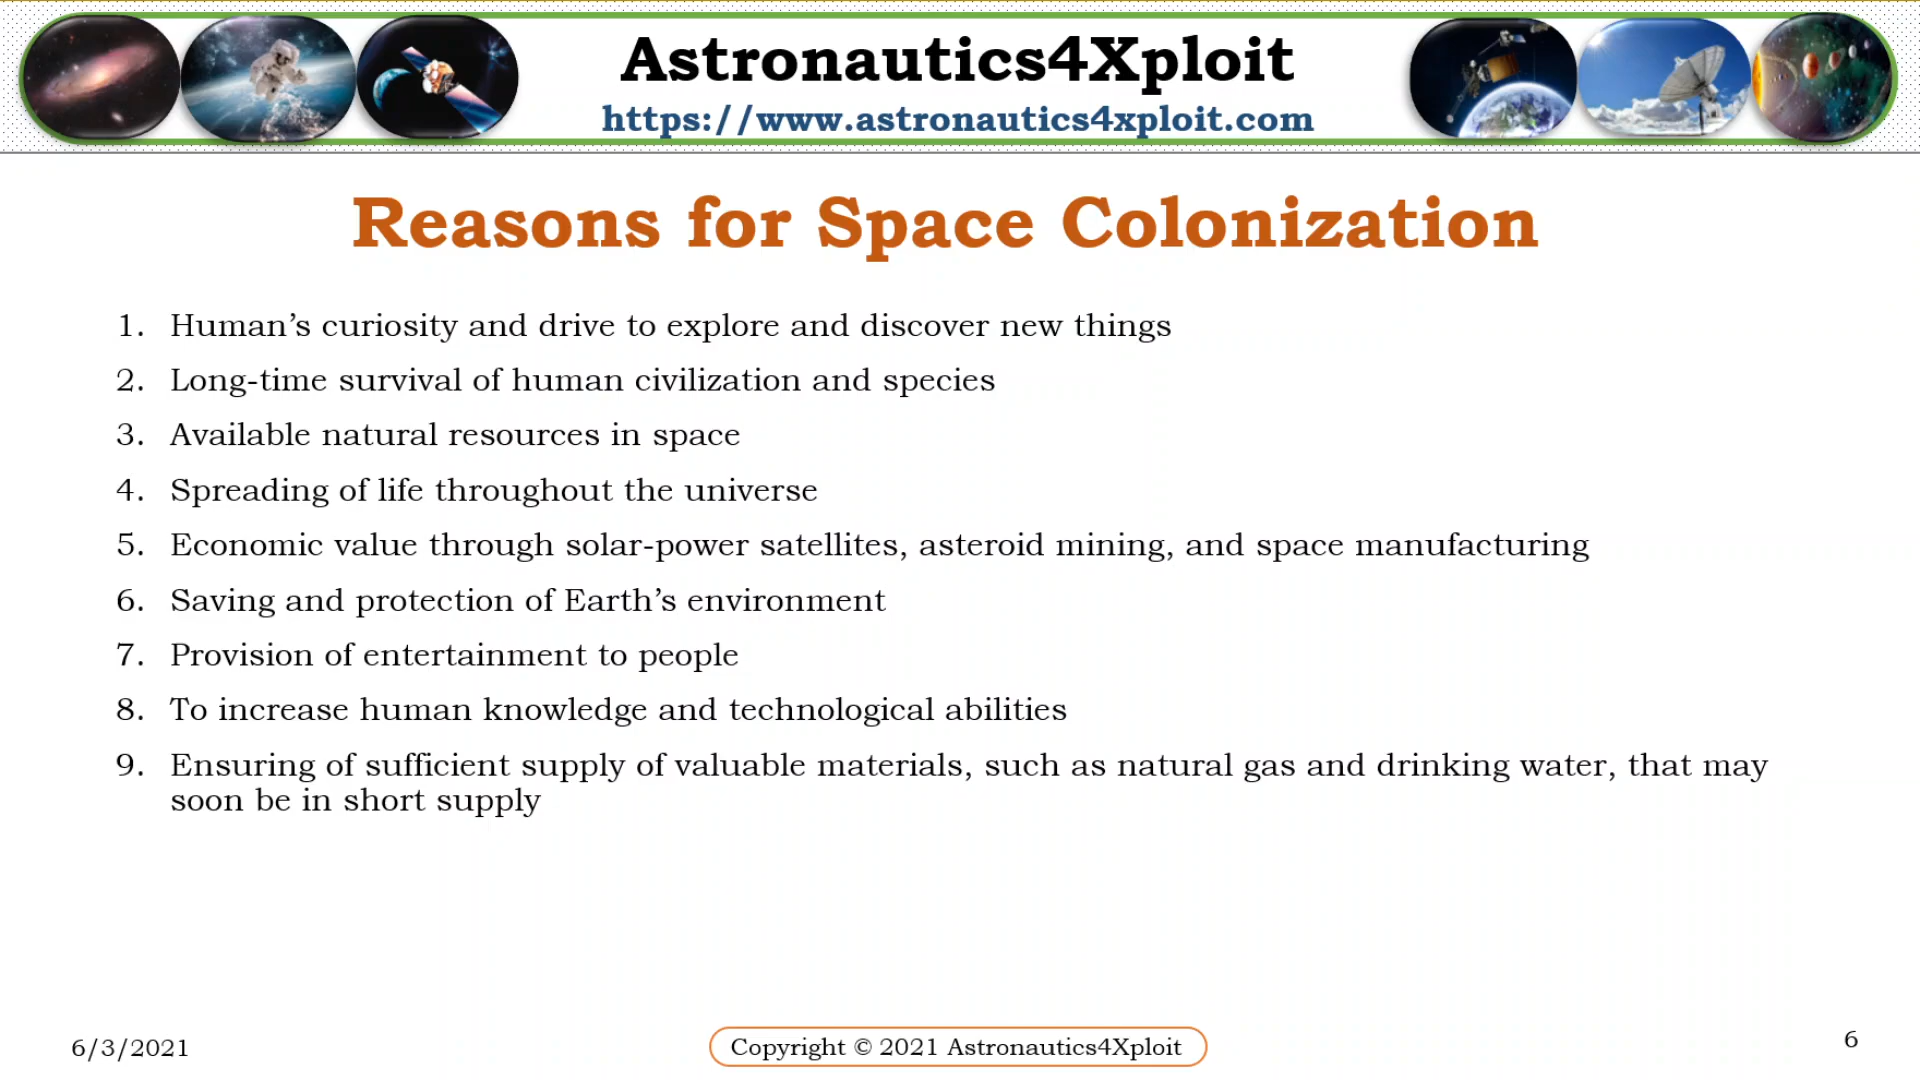 Astronautics4Xploit
https://www.astronautics4xploit.com
Reasons for Space Colonization
1. Human’s curiosity and drive to explore and discover new things
2. Long-time survival of human civilization and species
3. Available natural resources in space
4. Spreading of life throughout the universe
5. Economic value through solar-power satellites, asteroid mining, and space manufacturing
6. Saving and protection of Earth’s environment
7. Provision of entertainment to people
8. To increase human knowledge and technological abilities
9. Ensuring of sufficient supply of valuable materials, such as natural gas and drinking water, that may
soon be in short supply
6/3/2021
Copyright © 2021 Astronautics4Xploit
6